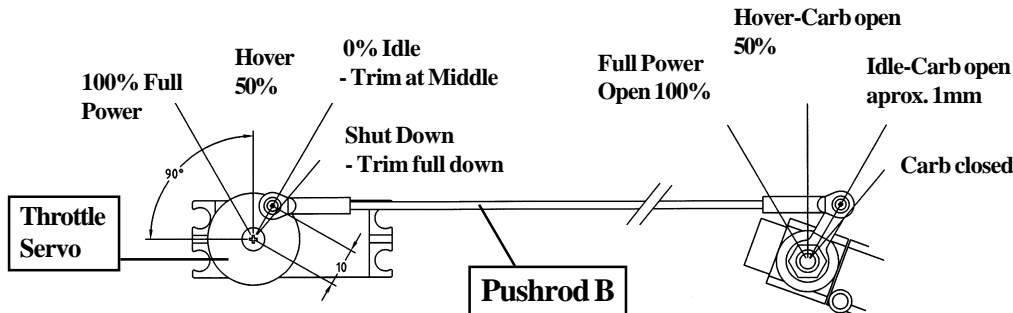 100% Full
Power
Hover
50%
0% Idle
- Trim at Middle
Shut Down
- Trim full down
90°
10
Throttle
Servo
Pushrod B
Full Power
Open 100%
Hover-Carb open
50%
Idle-Carb open
aprox. 1mm
Carb closed